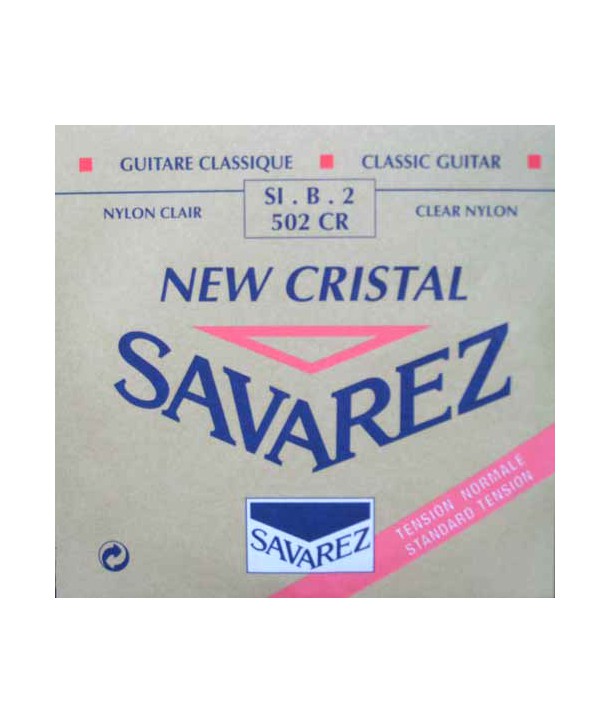 GUITARE CLASSIQUE CLASSIC GUITAR
SI . B . 2
502 CR
NYLON CLAIR
CLEAR NYLON
NEW CRISTAL
SAVAREZ
TENSION NORMALE
STANDARD TENSION
SAVAREZ